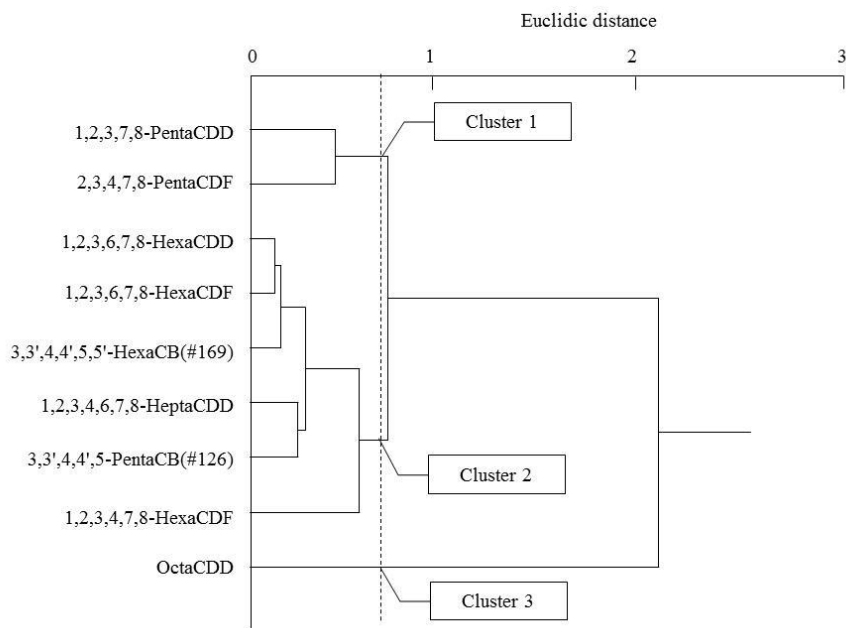 Euclidic distance
0 1 2 3
Cluster 1
1,2,3,7,8-PentaCDD
2,3,4,7,8-PentaCDF
1,2,3,6,7,8-HexaCDD
1,2,3,6,7,8-HexaCDF
3,3',4,4',5,5'-HexaCB(#169)
1,2,3,4,6,7,8-HeptaCDD
3,3',4,4',5-PentaCB(#126)
Cluster 2
1,2,3,4,7,8-HexaCDF
OctaCDD
Cluster 3